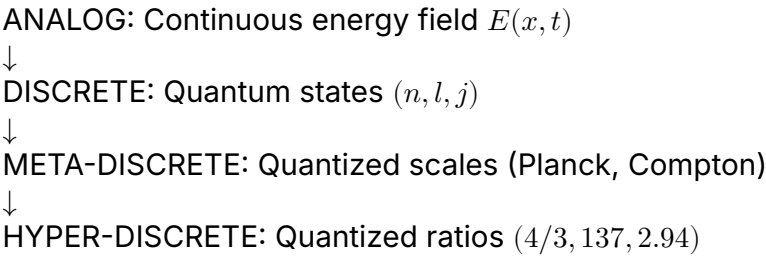 ANALOG: Continuous energy field E(x, t)
↓
DISCRETE: Quantum states (n, l, j)
↓
META-DISCRETE: Quantized scales (Planck, Compton)
↓
HYPER-DISCRETE: Quantized ratios (4/3, 137, 2.94)